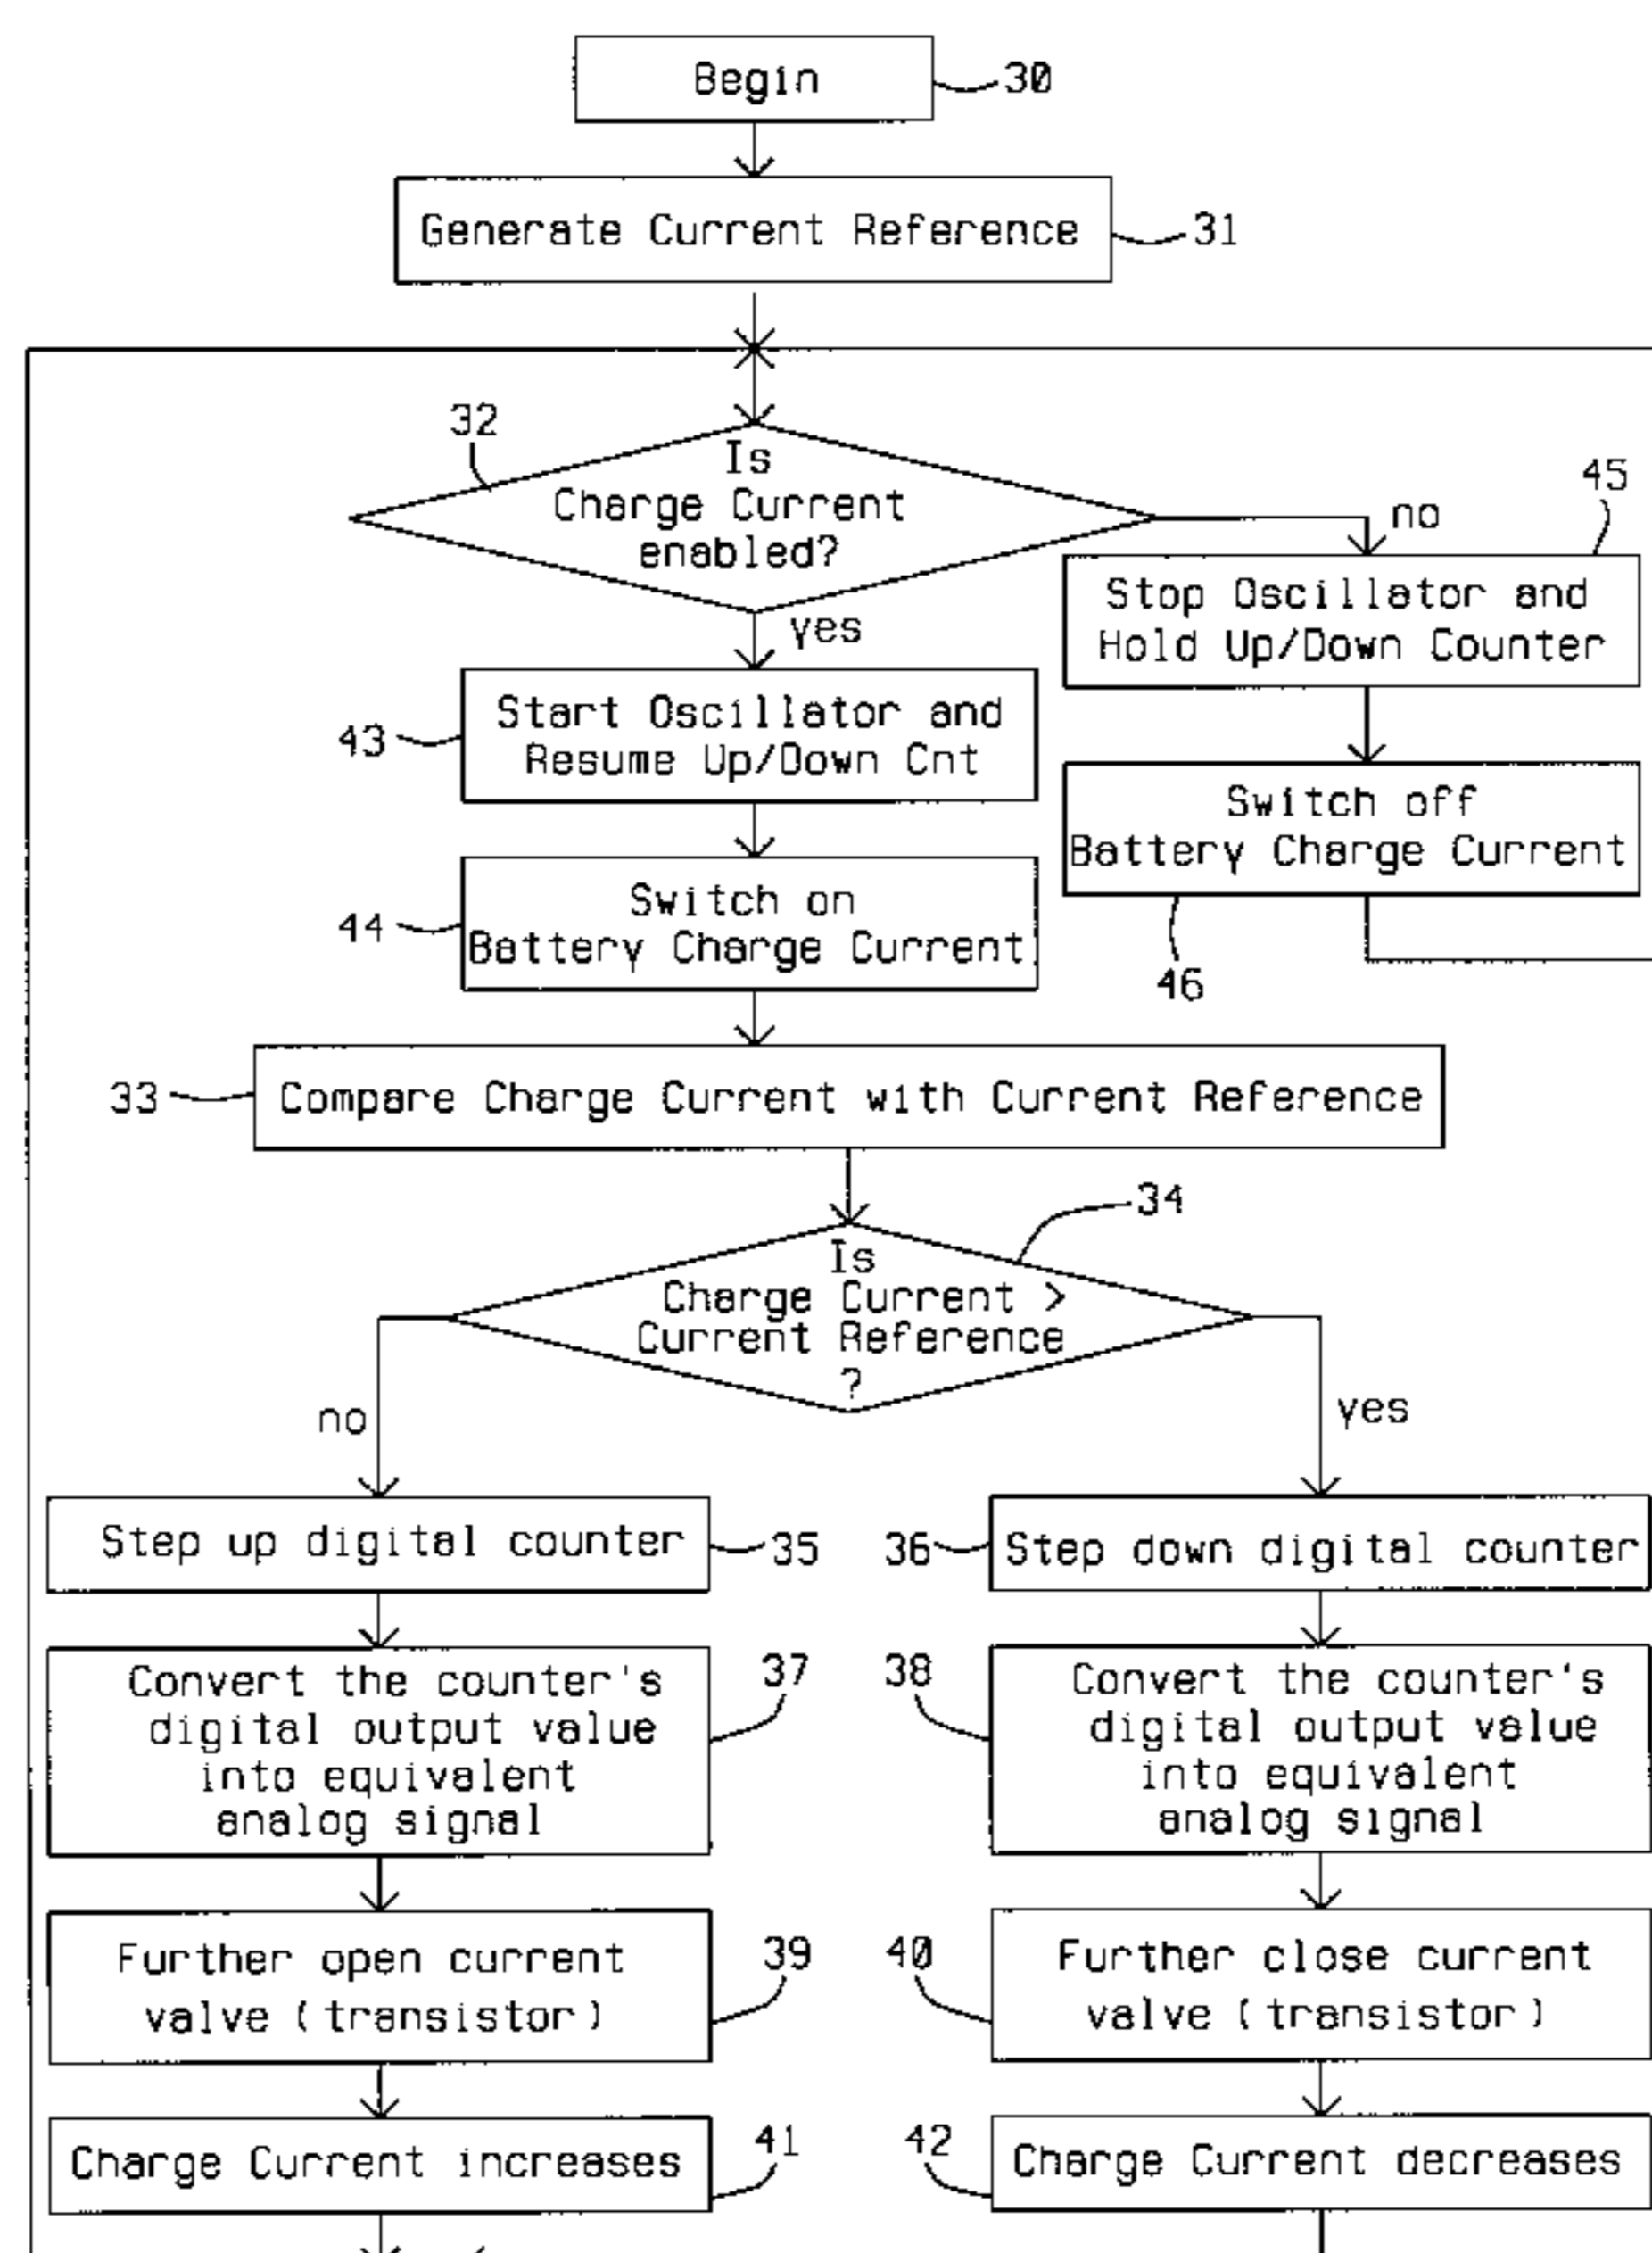 Begin
30
Generate Current Reference
31
32
Is
Charge Current
enabled?
no
45
yes
Stop Oscillator and
Hold Up/Down Counter
43
Start Oscillator and
Resume Up/Down Cnt
Switch off
Battery Charge Current
46
44
Switch on
Battery Charge Current
33
Compare Charge Current with Current Reference
34
Is
Charge Current >
Current Reference
?
no
yes
Step up digital counter
35
36
Step down digital counter
Convert the counter's
digital output value
into equivalent
analog signal
37
38
Convert the counter's
digital output value
into equivalent
analog signal
Further open current
valve (transistor)
39
40
Further close current
valve (transistor)
Charge Current increases
41
42
Charge Current decreases